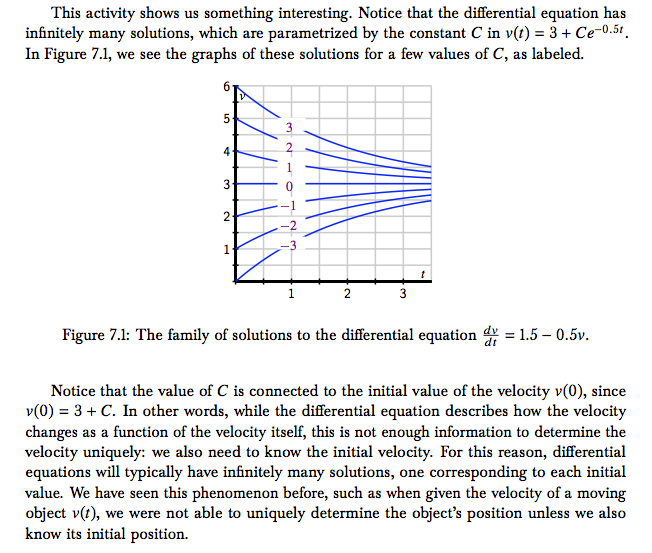 This activity shows us something interesting. Notice that the differential equation has
infinitely many solutions, which are parametrized by the constant C in v(t) = 3 + Ce^−0.5t.
In Figure 7.1, we see the graphs of these solutions for a few values of C, as labeled.
6
v
5
3
4
2
1
3
0
−1
2
−2
1
−3
t
1 2 3
Figure 7.1: The family of solutions to the differential equation dv/dt = 1.5 − 0.5v.
Notice that the value of C is connected to the initial value of the velocity v(0), since
v(0) = 3 + C. In other words, while the differential equation describes how the velocity
changes as a function of the velocity itself, this is not enough information to determine the
velocity uniquely: we also need to know the initial velocity. For this reason, differential
equations will typically have infinitely many solutions, one corresponding to each initial
value. We have seen this phenomenon before, such as when given the velocity of a moving
object v(t), we were not able to uniquely determine the object’s position unless we also
know its initial position.